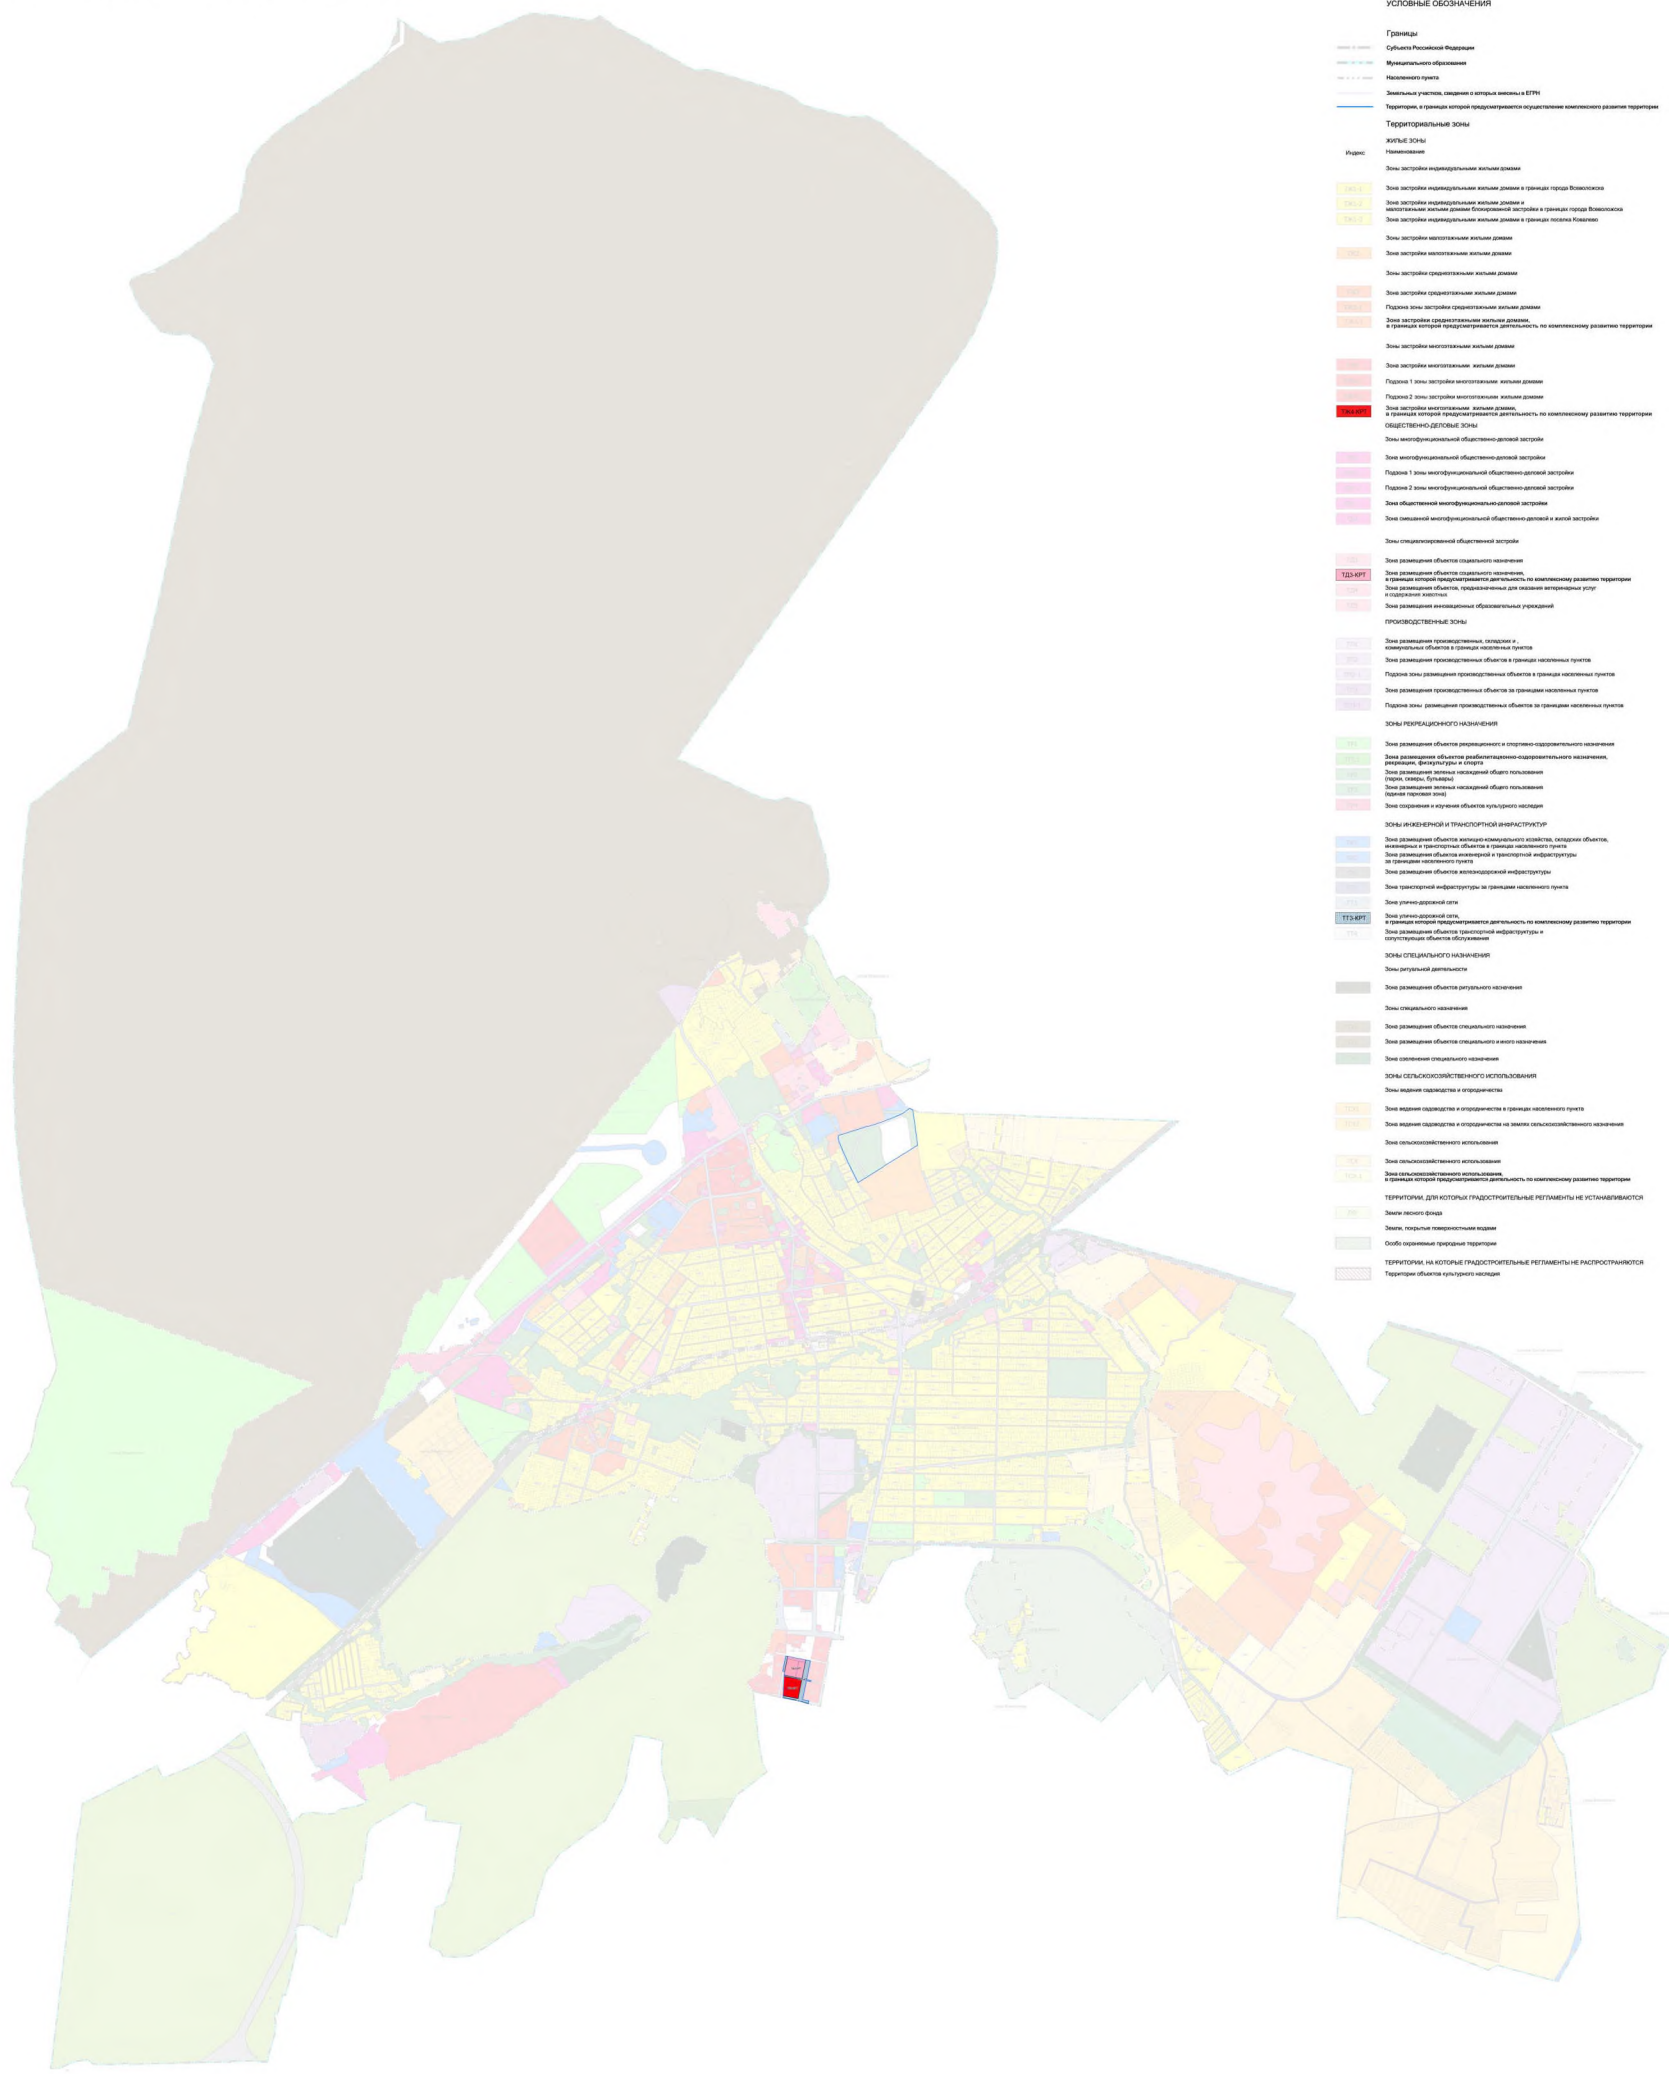 УСЛОВНЫЕ ОБОЗНАЧЕНИЯ
Границы
Субъекта Российской Федерации
Муниципального образования
Населенного пункта
Земельных участков, сведения о которых внесены в ЕГРН
Территории, в границах которой предусматривается осуществление комплексного развития территории
Территориальные зоны
ЖИЛЫЕ ЗОНЫ
Индекс Наименование
Зоны застройки индивидуальными жилыми домами
Зона застройки индивидуальными жилыми домами в границах города Всеволожска
Зона застройки индивидуальными жилыми домами и
малоэтажными жилыми домами блокированной застройки в границах города Всеволожска
Зона застройки индивидуальными жилыми домами в границах поселка Ковалево
Зоны застройки малоэтажными жилыми домами
Зона застройки малоэтажными жилыми домами
Зоны застройки среднеэтажными жилыми домами
Зона застройки среднеэтажными жилыми домами
Подзона зоны застройки среднеэтажными жилыми домами
Зона застройки среднеэтажными жилыми домами,
в границах которой предусматривается деятельность по комплексному развитию территории
Зоны застройки многоэтажными жилыми домами
Зона застройки многоэтажными жилыми домами
Подзона 1 зоны застройки многоэтажными жилыми домами
Подзона 2 зоны застройки многоэтажными жилыми домами
ТЖ4-КРТ Зона застройки многоэтажными жилыми домами,
в границах которой предусматривается деятельность по комплексному развитию территории
ОБЩЕСТВЕННО-ДЕЛОВЫЕ ЗОНЫ
Зоны многофункциональной общественно-деловой застройки
Зона многофункциональной общественно-деловой застройки
Подзона 1 зоны многофункциональной общественно-деловой застройки
Подзона 2 зоны многофункциональной общественно-деловой застройки
Зона общественной многофункционально-деловой застройки
Зона смешанной многофункциональной общественно-деловой и жилой застройки
Зоны специализированной общественной застройки
Зона размещения объектов социального назначения
ТД3-КРТ Зона размещения объектов социального назначения,
в границах которой предусматривается деятельность по комплексному развитию территории
Зона размещения объектов, предназначенные для оказания ветеринарных услуг
и содержания животных
Зона размещения инновационных образовательных учреждений
ПРОИЗВОДСТВЕННЫЕ ЗОНЫ
Зона размещения производственных, складских и ,
коммунальных объектов в границах населенных пунктов
Зона размещения производственных объектов в границах населенных пунктов
Подзона зоны размещения производственных объектов в границах населенных пунктов
Зона размещения производственных объектов за границами населенных пунктов
Подзона зоны размещения производственных объектов за границами населенных пунктов
ЗОНЫ РЕКРЕАЦИОННОГО НАЗНАЧЕНИЯ
Зона размещения объектов рекреационного и спортивно-оздоровительного назначения
Зона размещения объектов реабилитационно-оздоровительного назначения,
рекреации, физкультуры и спорта
Зона размещения зеленых насаждений общего пользования
(парки, скверы, бульвары)
Зона размещения зеленых насаждений общего пользования
(единая парковая зона)
Зона сохранения и изучения объектов культурного наследия
ЗОНЫ ИНЖЕНЕРНОЙ И ТРАНСПОРТНОЙ ИНФРАСТРУКТУР
Зона размещения объектов жилищно-коммунального хозяйства, складских объектов,
инженерных и транспортных объектов в границах населенного пункта
Зона размещения объектов инженерной и транспортной инфраструктуры
за границами населенного пункта
Зона размещения объектов железнодорожной инфраструктуры
Зона транспортной инфраструктуры за границами населенного пункта
Зона улично-дорожной сети
ТТ3-КРТ Зона улично-дорожной сети,
в границах которой предусматривается деятельность по комплексному развитию территории
Зона размещения объектов транспортной инфраструктуры и
сопутствующих объектов обслуживания
ЗОНЫ СПЕЦИАЛЬНОГО НАЗНАЧЕНИЯ
Зоны ритуальной деятельности
Зона размещения объектов ритуального назначения
Зоны специального назначения
Зона размещения объектов специального назначения
Зона размещения объектов специального и иного назначения
Зона озеленения специального назначения
ЗОНЫ СЕЛЬСКОХОЗЯЙСТВЕННОГО ИСПОЛЬЗОВАНИЯ
Зоны ведения садоводства и огородничества
Зона ведения садоводства и огородничества в границах населенного пункта
Зона ведения садоводства и огородничества на землях сельскохозяйственного назначения
Зона сельскохозяйственного использования
Зона сельскохозяйственного использования
Зона сельскохозяйственного использования,
в границах которой предусматривается деятельность по комплексному развитию территории
ТЕРРИТОРИИ, ДЛЯ КОТОРЫХ ГРАДОСТРОИТЕЛЬНЫЕ РЕГЛАМЕНТЫ НЕ УСТАНАВЛИВАЮТСЯ
Земли лесного фонда
Земли, покрытые поверхностными водами
Особо охраняемые природные территории
ТЕРРИТОРИИ, НА КОТОРЫЕ ГРАДОСТРОИТЕЛЬНЫЕ РЕГЛАМЕНТЫ НЕ РАСПРОСТРАНЯЮТСЯ
Территории объектов культурного наследия